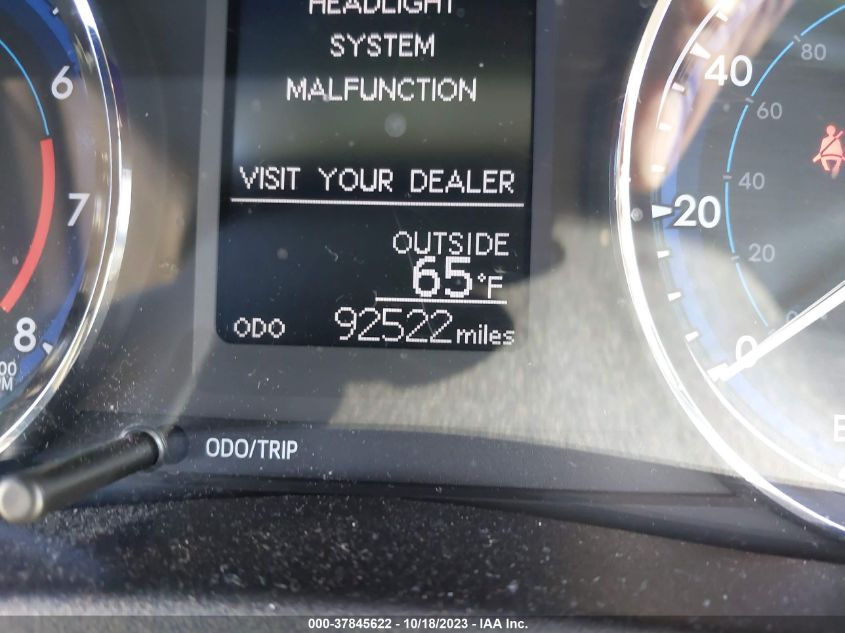 HEADLIGHT
SYSTEM
MALFUNCTION
VISIT YOUR DEALER
OUTSIDE
65°F
ODO 92522 miles
6
7
8
80
40
60
40
20
20
0
ODO/TRIP
000-37845622 - 10/18/2023 - IAA Inc.